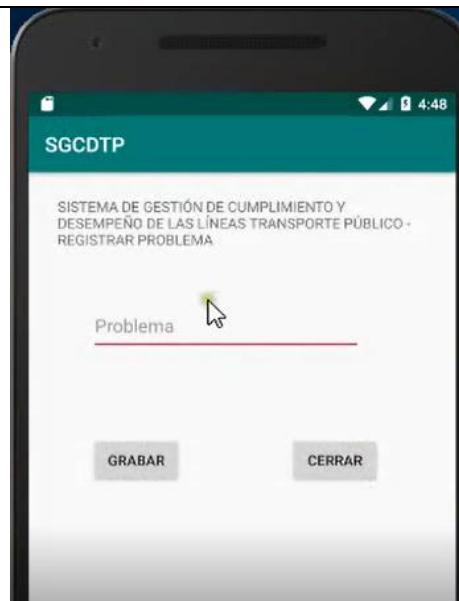 4:48
SGCDTP
SISTEMA DE GESTIÓN DE CUMPLIMIENTO Y
DESEMPEÑO DE LAS LÍNEAS TRANSPORTE PÚBLICO -
REGISTRAR PROBLEMA
Problema
GRABAR CERRAR